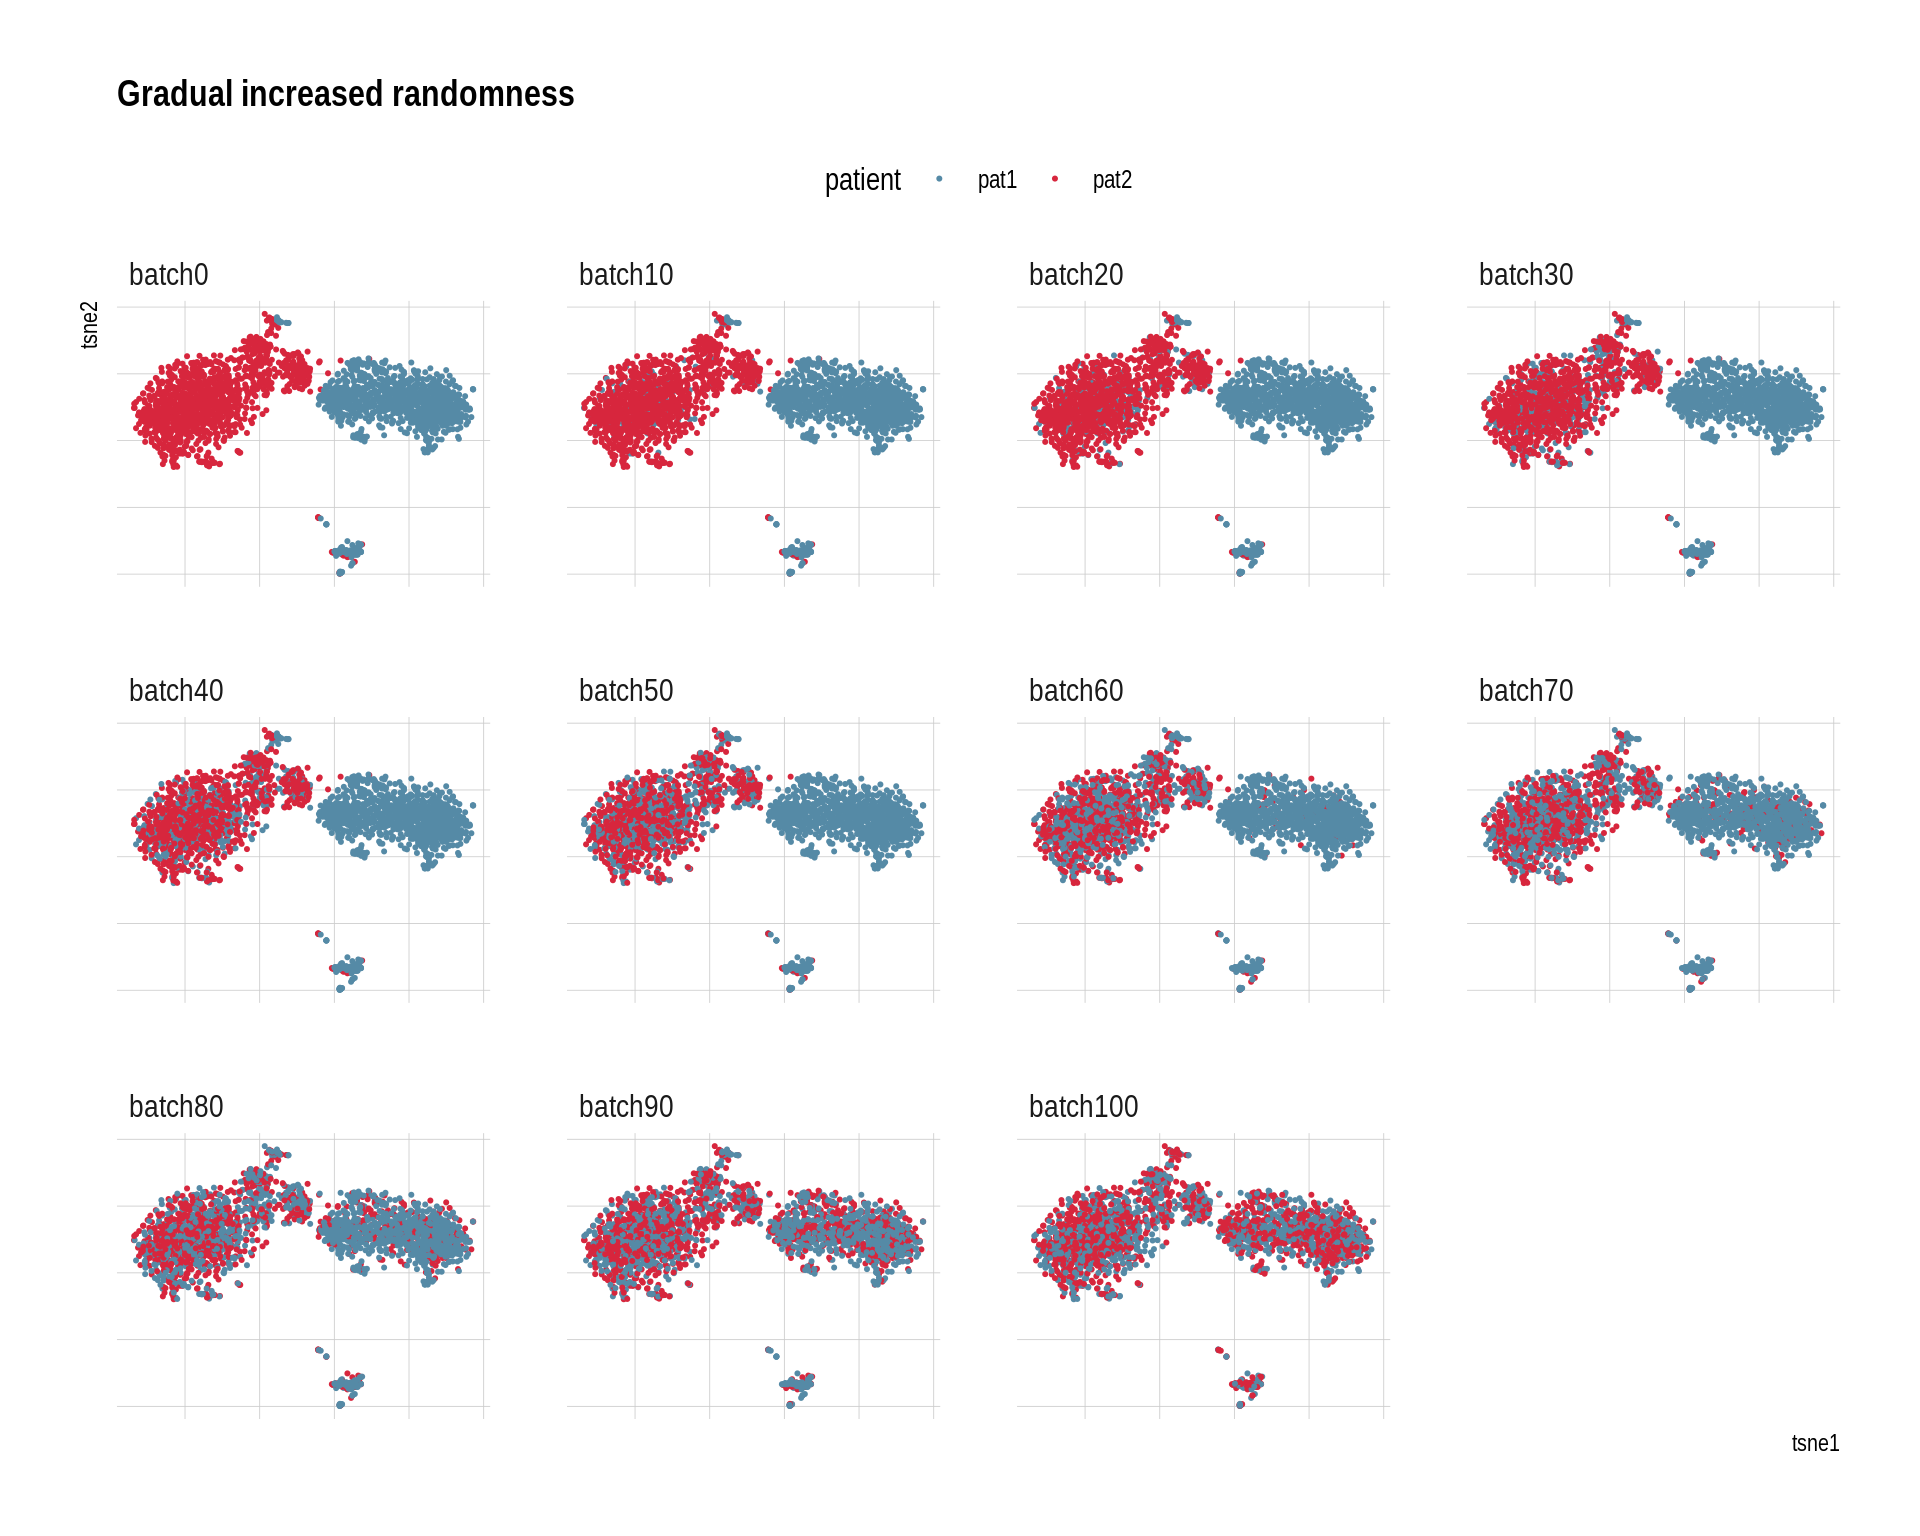 Gradual increased randomness
patient pat1 pat2
batch0 batch10 batch20 batch30
tsne2
batch40 batch50 batch60 batch70
batch80 batch90 batch100
tsne1